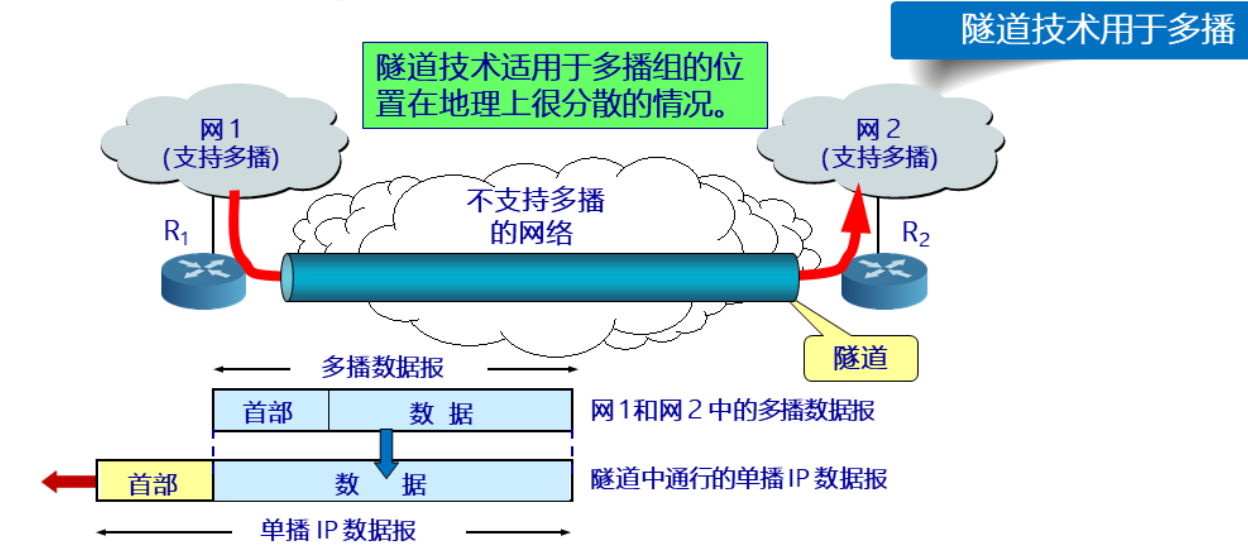 隧道技术用于多播
隧道技术适用于多播组的位
置在地理上很分散的情况。
网 1
(支持多播)
网 2
(支持多播)
不支持多播
的网络
R1
R2
隧道
多播数据报
首部
数 据
网 1和网 2 中的多播数据报
首部
数 据
隧道中通行的单播 IP 数据报
单播 IP 数据报